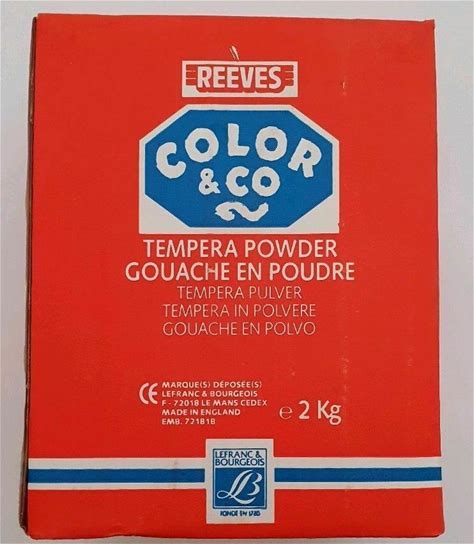 REEVES
COLOR
& CO
TEMPERA POWDER
GOUACHE EN POUDRE
TEMPERA PULVER
TEMPERA IN POLVERE
GOUACHE EN POLVO
CE MARQUE(S) DÉPOSÉE(S)
LEFRANC & BOURGEOIS
F - 72018 LE MANS CEDEX
MADE IN ENGLAND
EMB. 72181B
e 2 Kg
LEFRANC &
BOURGEOIS
LB